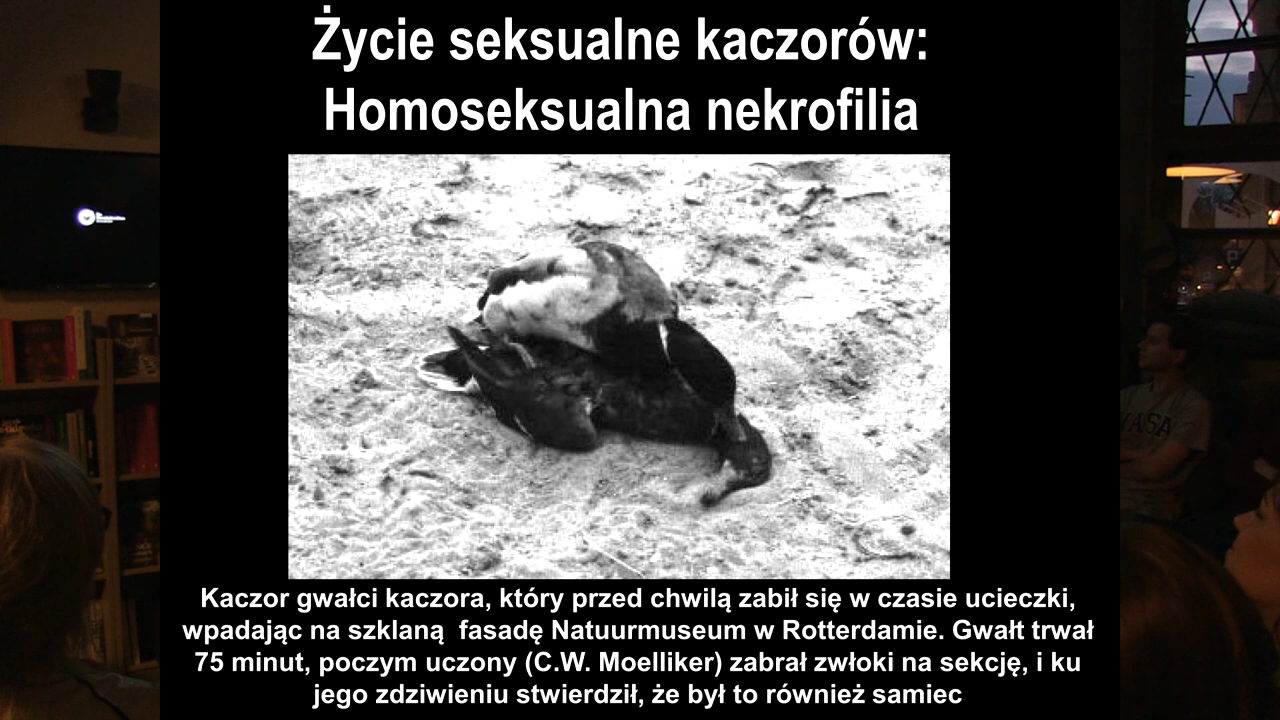 Życie seksualne kaczorów:
Homoseksualna nekrofilia
Kaczor gwałci kaczora, który przed chwilą zabił się w czasie ucieczki,
wpadając na szklaną  fasadę Natuurmuseum w Rotterdamie. Gwałt trwał
75 minut, poczym uczony (C.W. Moelliker) zabrał zwłoki na sekcję, i ku
jego zdziwieniu stwierdził, że był to również samiec